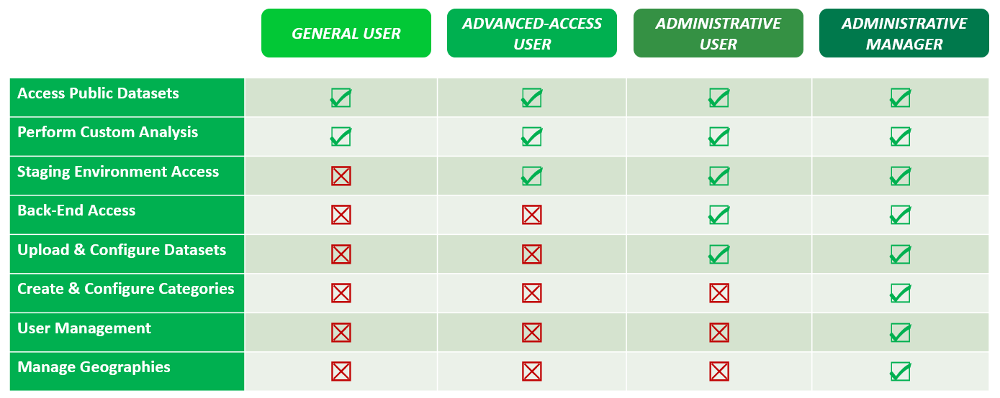 GENERAL USER
ADVANCED-ACCESS
USER
ADMINISTRATIVE
USER
ADMINISTRATIVE
MANAGER
Access Public Datasets
Perform Custom Analysis
Staging Environment Access
Back-End Access
Upload & Configure Datasets
Create & Configure Categories
User Management
Manage Geographies